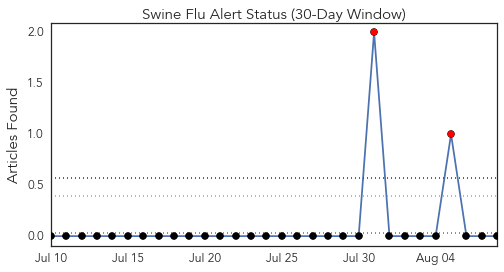 Swine Flu Alert Status (30-Day Window)
Articles Found
2.0
1.5
1.0
0.5
0.0
Jul 10 Jul 15 Jul 20 Jul 25 Jul 30 Aug 04